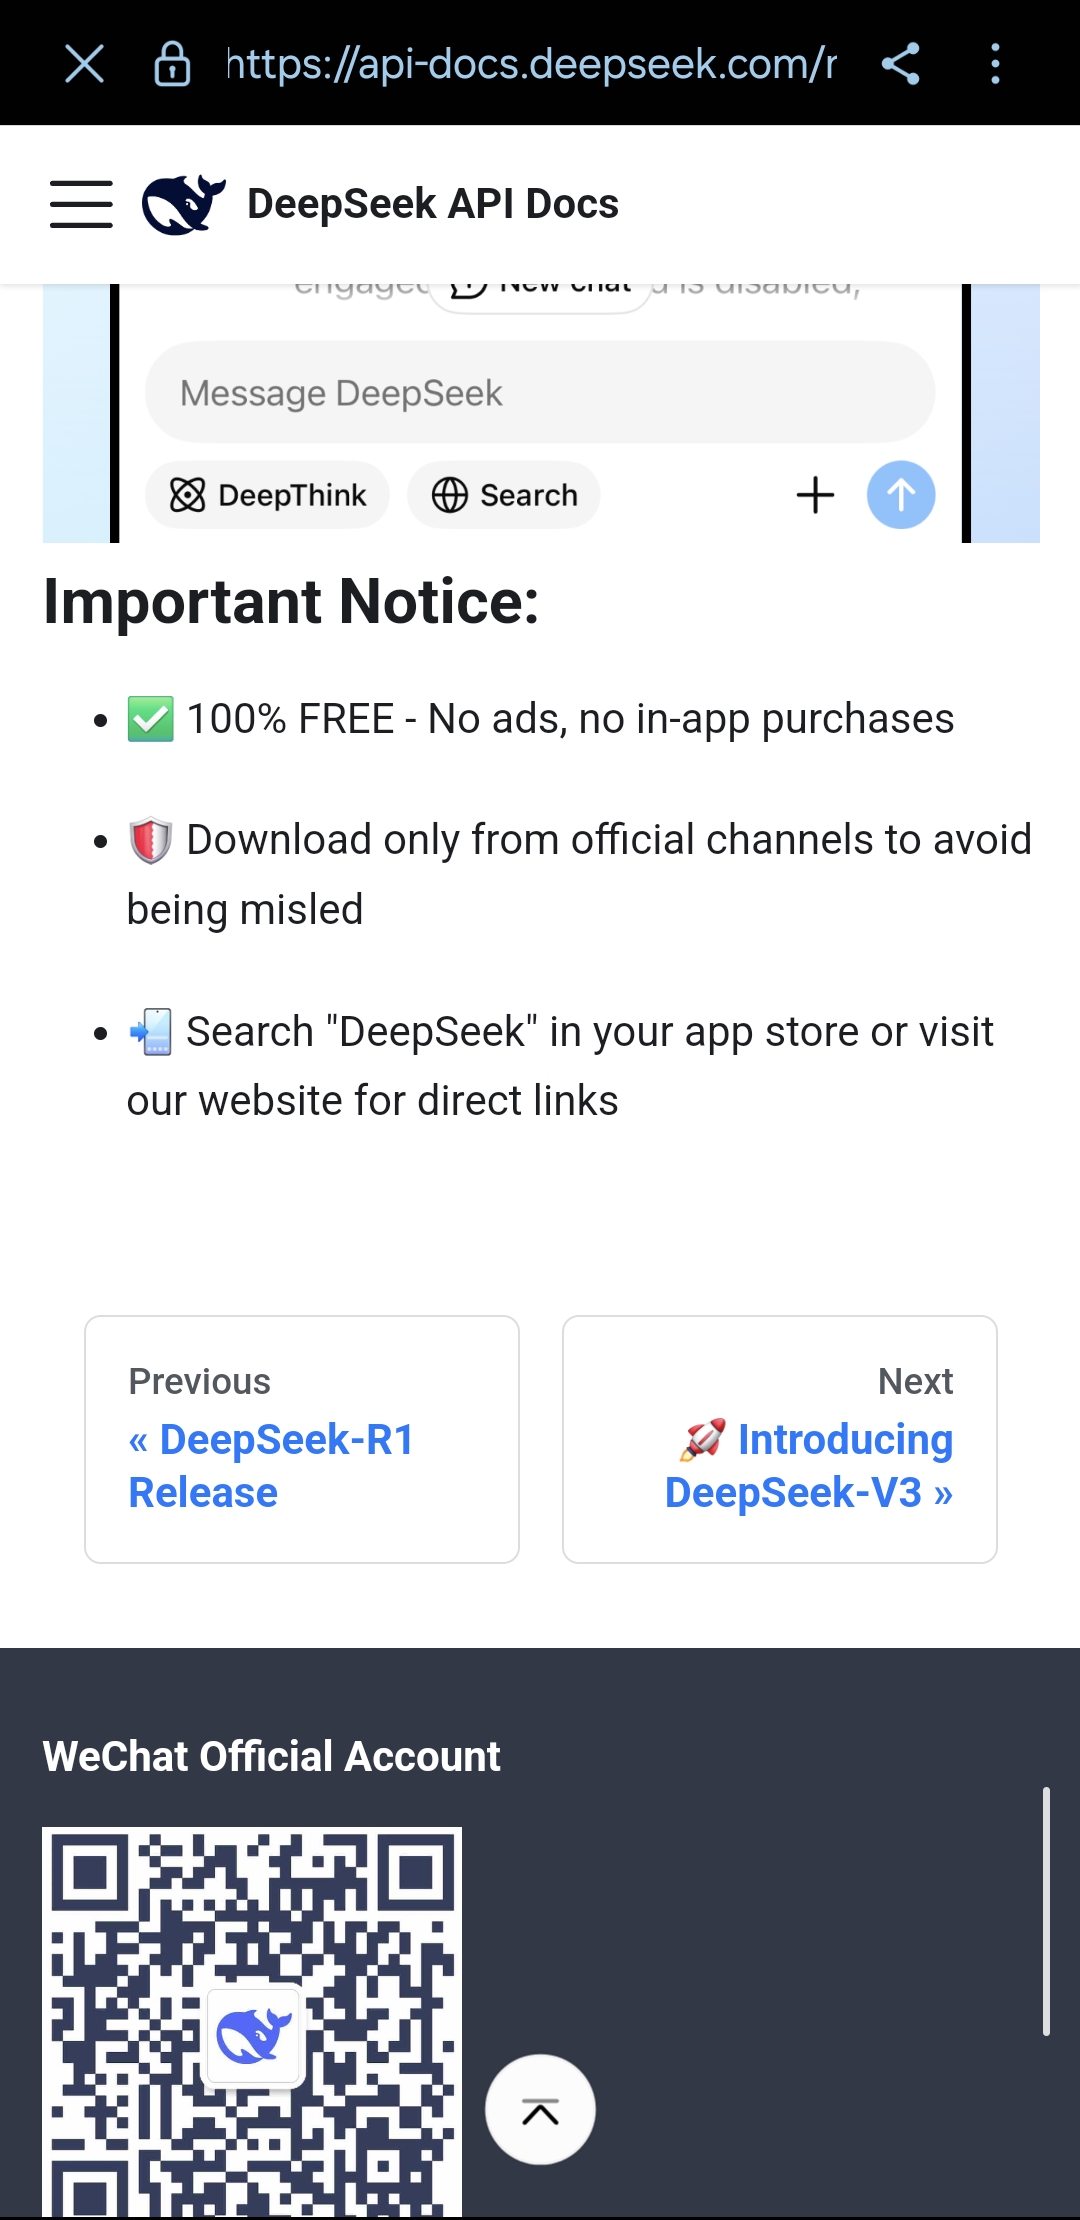 https://api-docs.deepseek.com/r
DeepSeek API Docs
engaged New chat d is disabled,
Message DeepSeek
DeepThink Search
Important Notice:
• ✅ 100% FREE - No ads, no in-app purchases
• 🛡️ Download only from official channels to avoid
being misled
• 📲 Search "DeepSeek" in your app store or visit
our website for direct links
Previous
« DeepSeek-R1
Release
Next
🚀 Introducing
DeepSeek-V3 »
WeChat Official Account